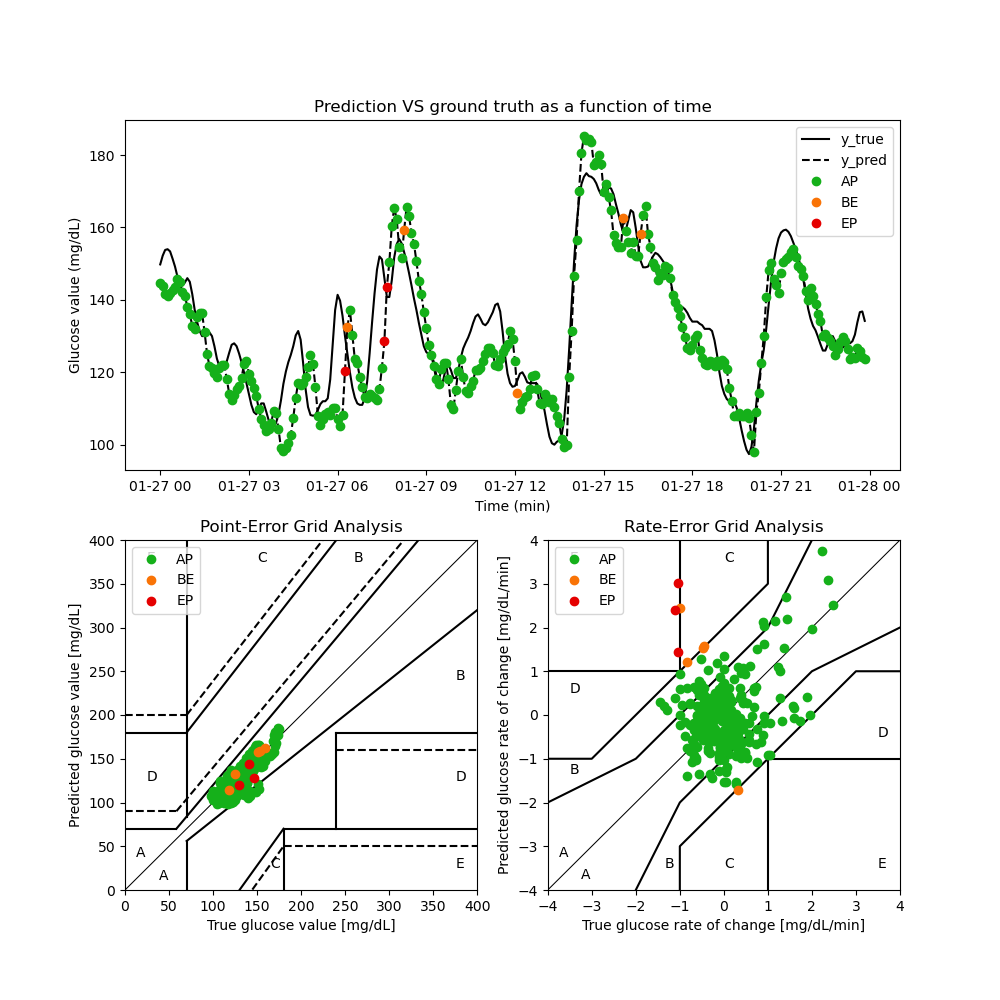 Prediction VS ground truth as a function of time
Glucose value (mg/dL)
180
160
140
120
100
y_true
y_pred
AP
BE
EP
01-27 00 01-27 03 01-27 06 01-27 09 01-27 12 01-27 15 01-27 18 01-27 21 01-28 00
Time (min)
Point-Error Grid Analysis
Predicted glucose value [mg/dL]
400
350
300
250
200
150
100
50
0
AP
BE
EP
C
B
B
D
D
A
A
C
E
0 50 100 150 200 250 300 350 400
True glucose value [mg/dL]
Rate-Error Grid Analysis
Predicted glucose rate of change [mg/dL/min]
4
3
2
1
0
−1
−2
−3
−4
AP
BE
EP
C
D
D
B
A
A
B
C
E
−4 −3 −2 −1 0 1 2 3 4
True glucose rate of change [mg/dL/min]